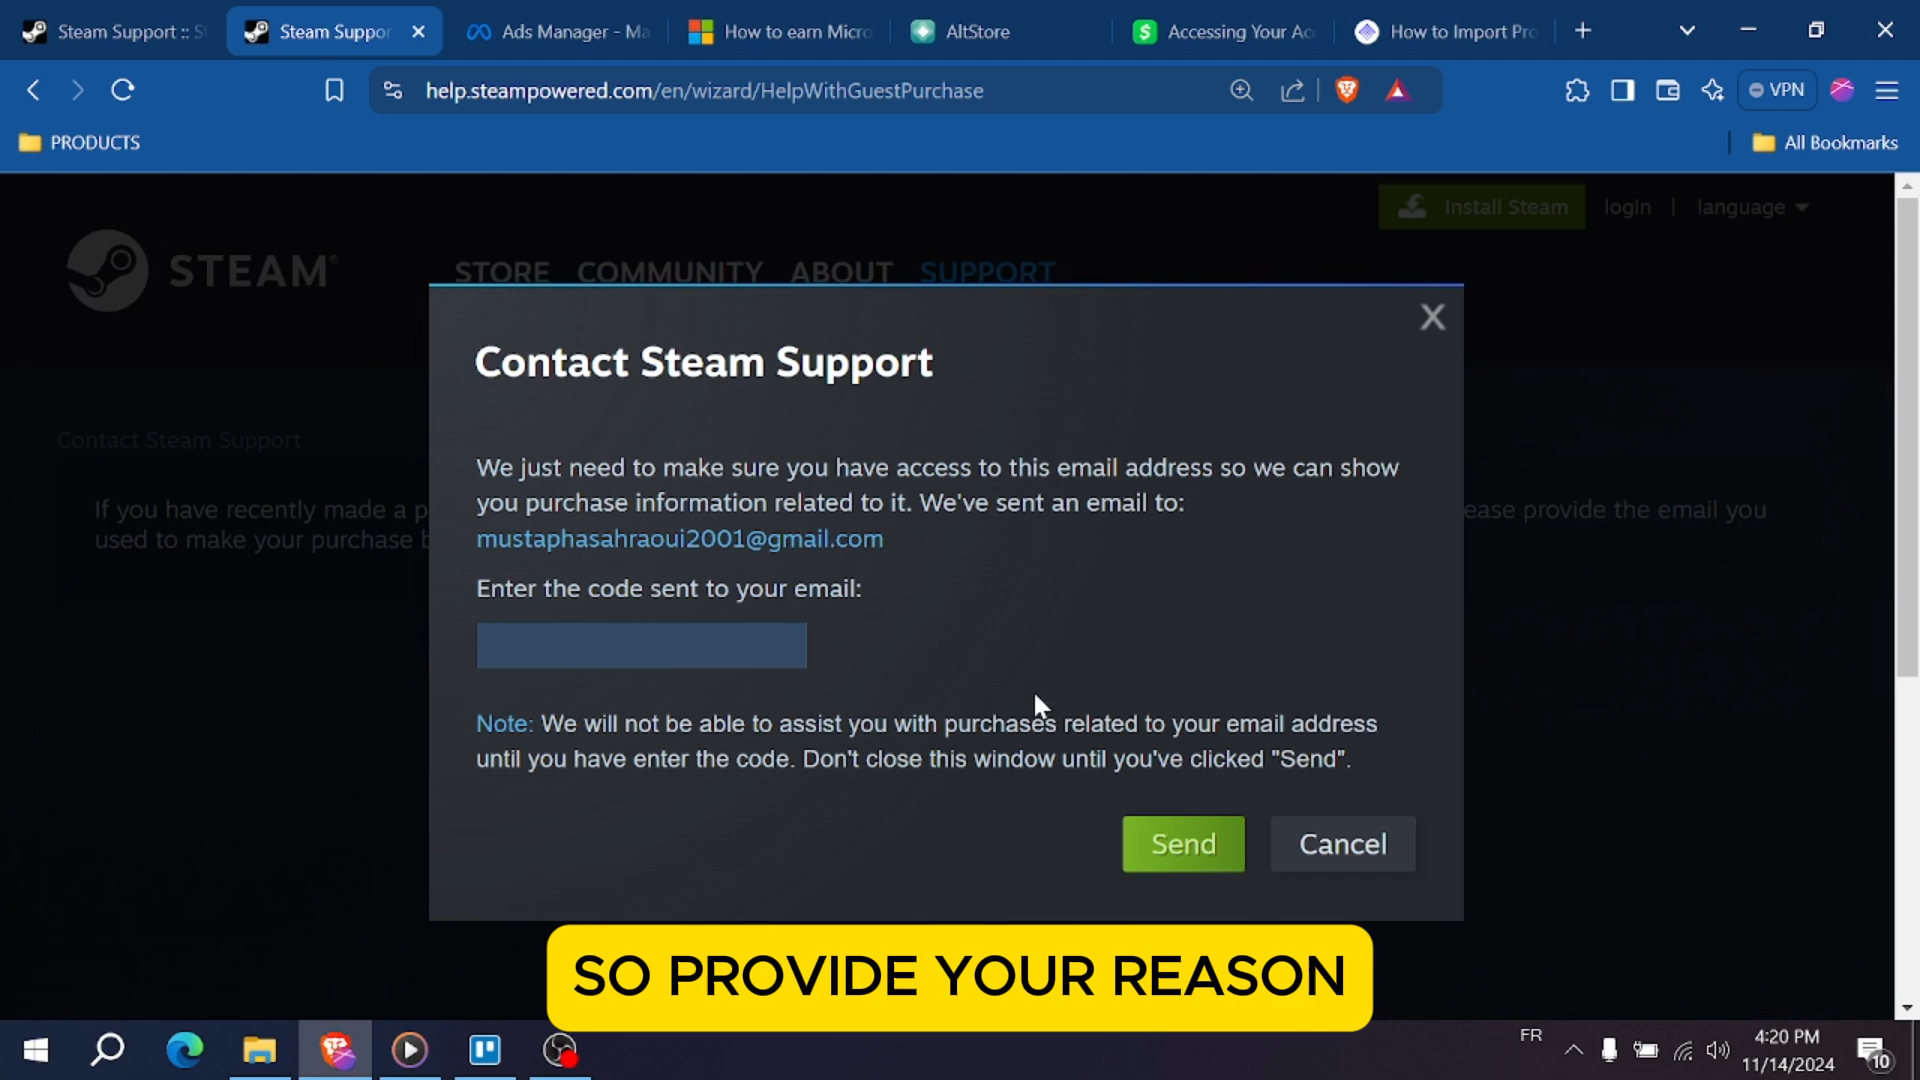 Steam Support :: S
Steam Suppor
Ads Manager - Ma
How to earn Micro
AltStore
Accessing Your Acc
How to Import Pro
help.steampowered.com/en/wizard/HelpWithGuestPurchase
VPN
PRODUCTS
All Bookmarks
Install Steam
login | language
STEAM®
STORE COMMUNITY ABOUT SUPPORT
X
Contact Steam Support
Contact Steam Support
If you have recently made a p
ease provide the email you
used to make your purchase b
We just need to make sure you have access to this email address so we can show
you purchase information related to it. We've sent an email to:
mustaphasahraoui2001@gmail.com
Enter the code sent to your email:
Note: We will not be able to assist you with purchases related to your email address
until you have enter the code. Don't close this window until you've clicked "Send".
Send
Cancel
SO PROVIDE YOUR REASON
FR
4:20 PM
11/14/2024
10